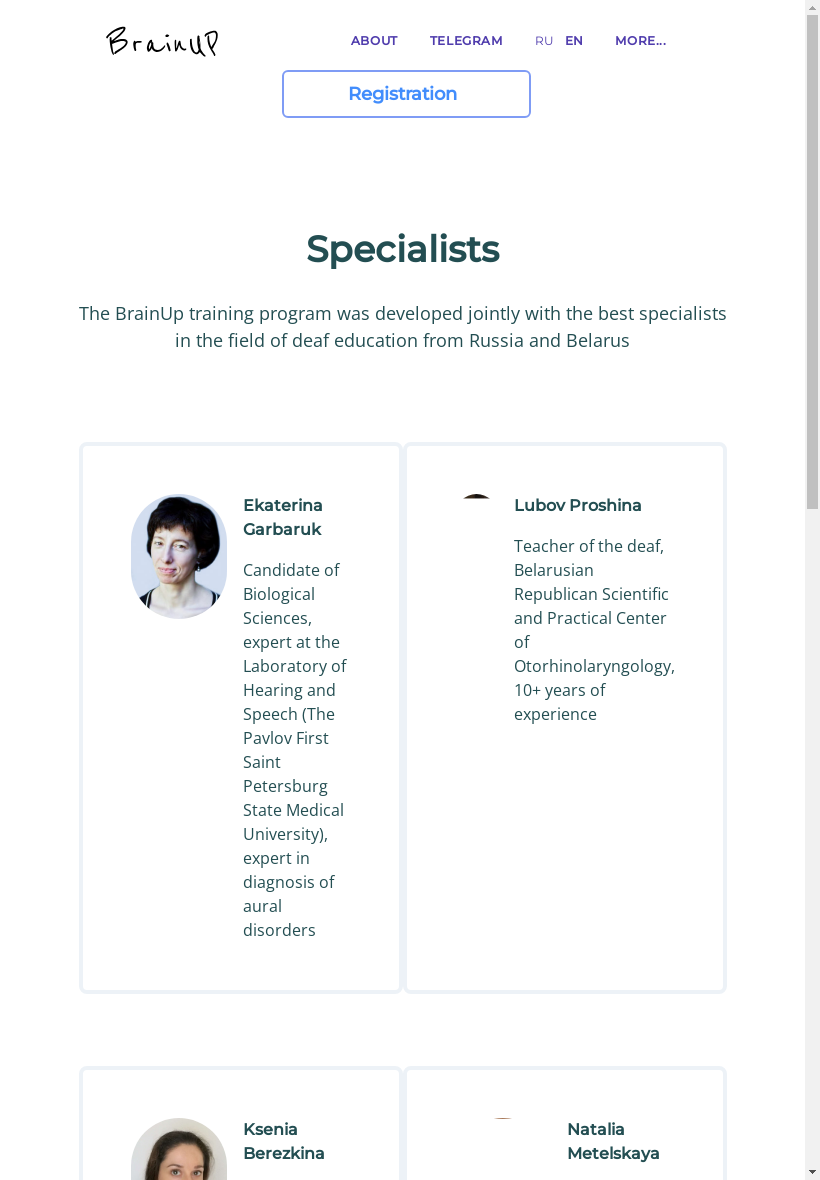 BrainUP
ABOUT TELEGRAM RU EN MORE...
Registration
Specialists
The BrainUp training program was developed jointly with the best specialists
in the field of deaf education from Russia and Belarus
Ekaterina
Garbaruk
Candidate of
Biological
Sciences,
expert at the
Laboratory of
Hearing and
Speech (The
Pavlov First
Saint
Petersburg
State Medical
University),
expert in
diagnosis of
aural
disorders
Lubov Proshina
Teacher of the deaf,
Belarusian
Republican Scientific
and Practical Center
of
Otorhinolaryngology,
10+ years of
experience
Ksenia
Berezkina
Natalia
Metelskaya